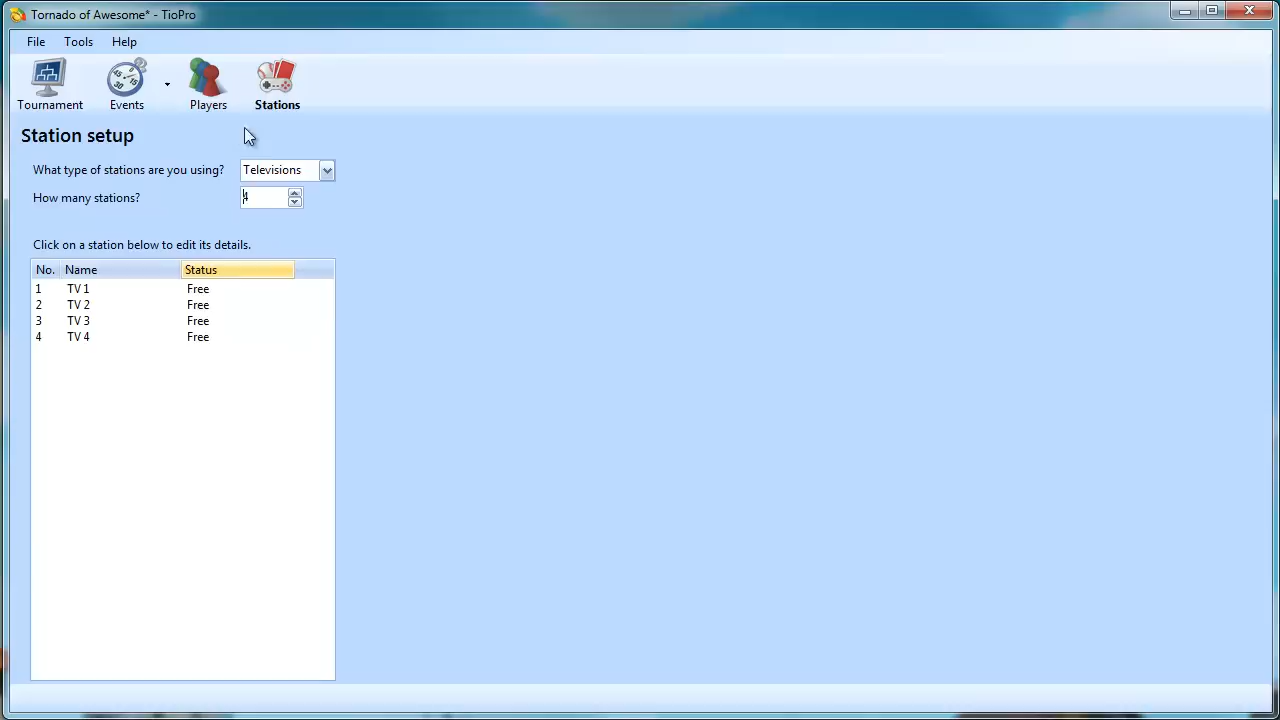 Tornado of Awesome* - TioPro
File Tools Help
Tournament Events Players Stations
Station setup
What type of stations are you using? Televisions
How many stations? 4
Click on a station below to edit its details.
No. Name Status
1 TV 1 Free
2 TV 2 Free
3 TV 3 Free
4 TV 4 Free